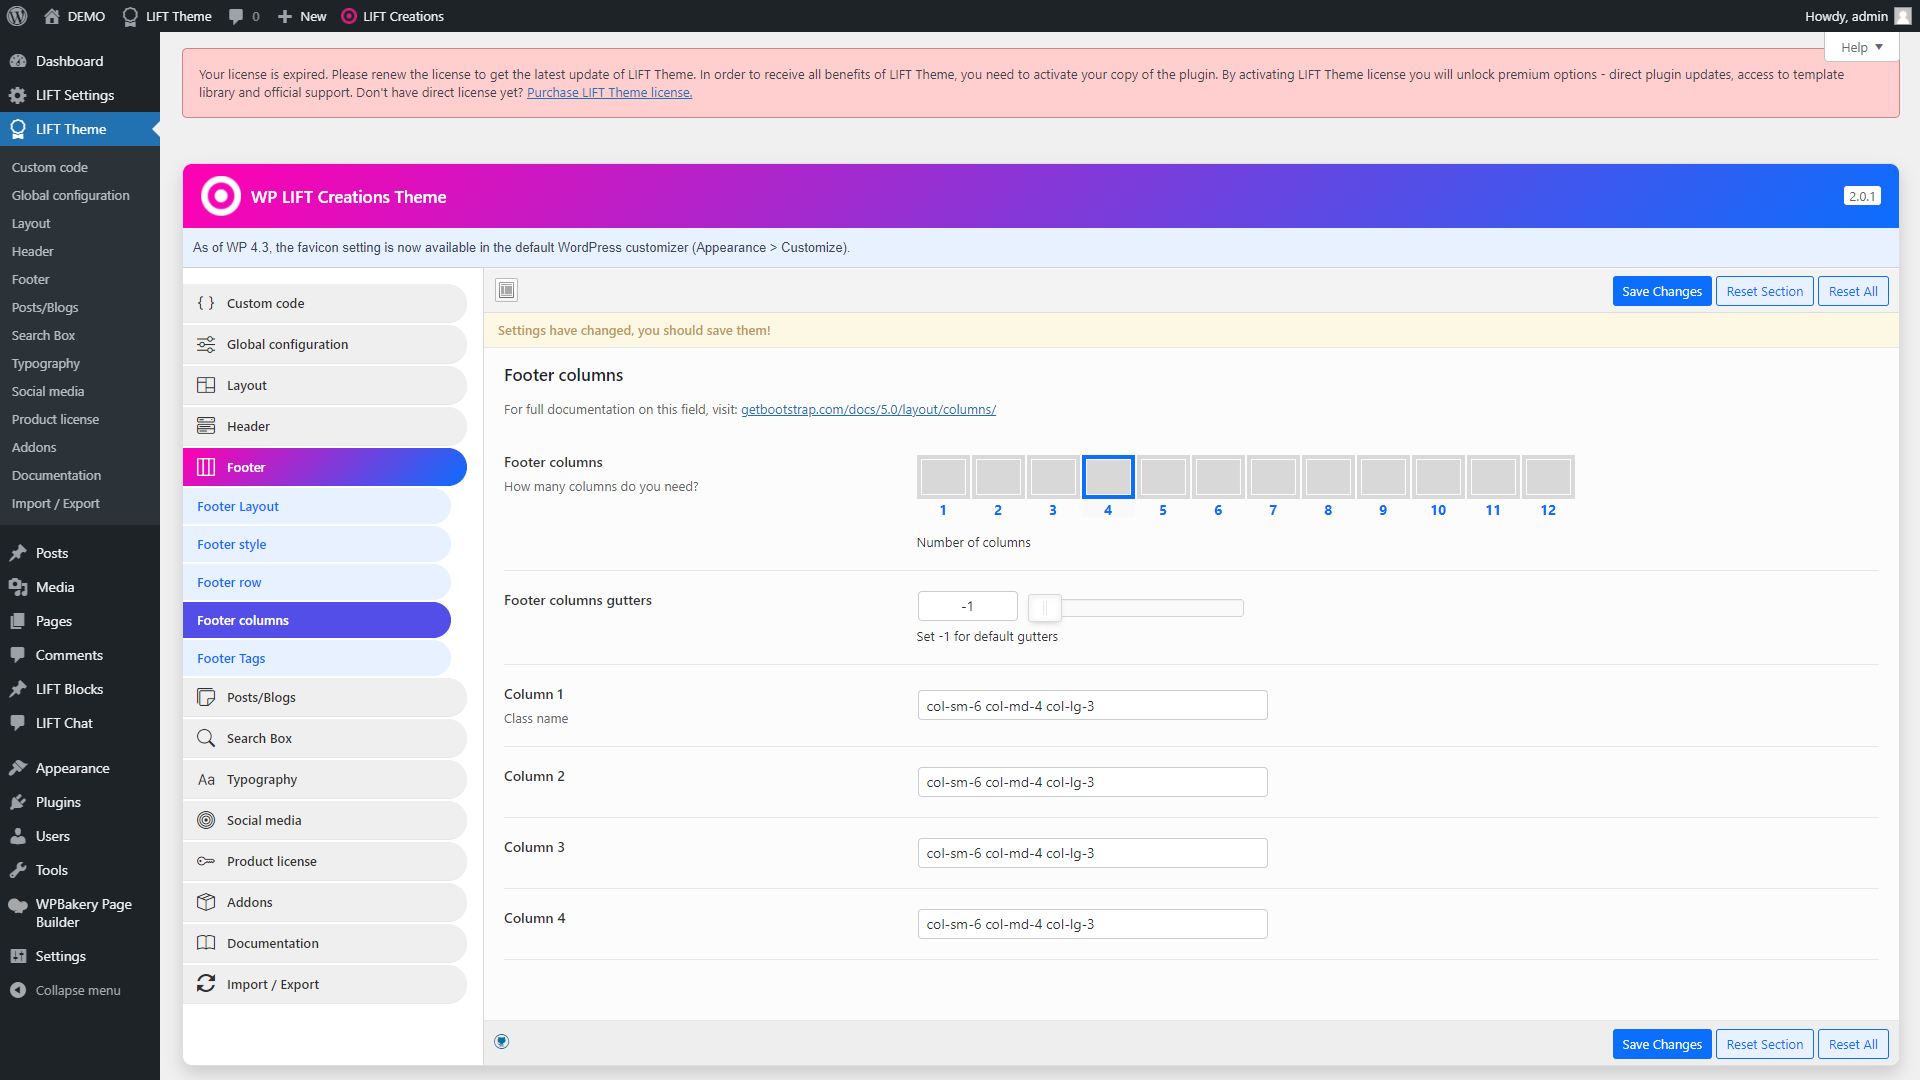 DEMO
LIFT Theme
0
New
LIFT Creations
Howdy, admin
Help
Dashboard
LIFT Settings
LIFT Theme
Custom code
Global configuration
Layout
Header
Footer
Posts/Blogs
Search Box
Typography
Social media
Product license
Addons
Documentation
Import / Export
Posts
Media
Pages
Comments
LIFT Blocks
LIFT Chat
Appearance
Plugins
Users
Tools
WPBakery Page
Builder
Settings
Collapse menu
Your license is expired. Please renew the license to get the latest update of LIFT Theme. In order to receive all benefits of LIFT Theme, you need to activate your copy of the plugin. By activating LIFT Theme license you will unlock premium options - direct plugin updates, access to template
library and official support. Don't have direct license yet? Purchase LIFT Theme license.
WP LIFT Creations Theme
2.0.1
As of WP 4.3, the favicon setting is now available in the default WordPress customizer (Appearance > Customize).
Custom code
Global configuration
Layout
Header
Footer
Footer Layout
Footer style
Footer row
Footer columns
Footer Tags
Posts/Blogs
Search Box
Aa Typography
Social media
Product license
Addons
Documentation
Import / Export
Save Changes
Reset Section
Reset All
Settings have changed, you should save them!
Footer columns
For full documentation on this field, visit: getbootstrap.com/docs/5.0/layout/columns/
Footer columns
How many columns do you need?
1 2 3 4 5 6 7 8 9 10 11 12
Number of columns
Footer columns gutters
-1
Set -1 for default gutters
Column 1
Class name
col-sm-6 col-md-4 col-lg-3
Column 2
col-sm-6 col-md-4 col-lg-3
Column 3
col-sm-6 col-md-4 col-lg-3
Column 4
col-sm-6 col-md-4 col-lg-3
Save Changes
Reset Section
Reset All